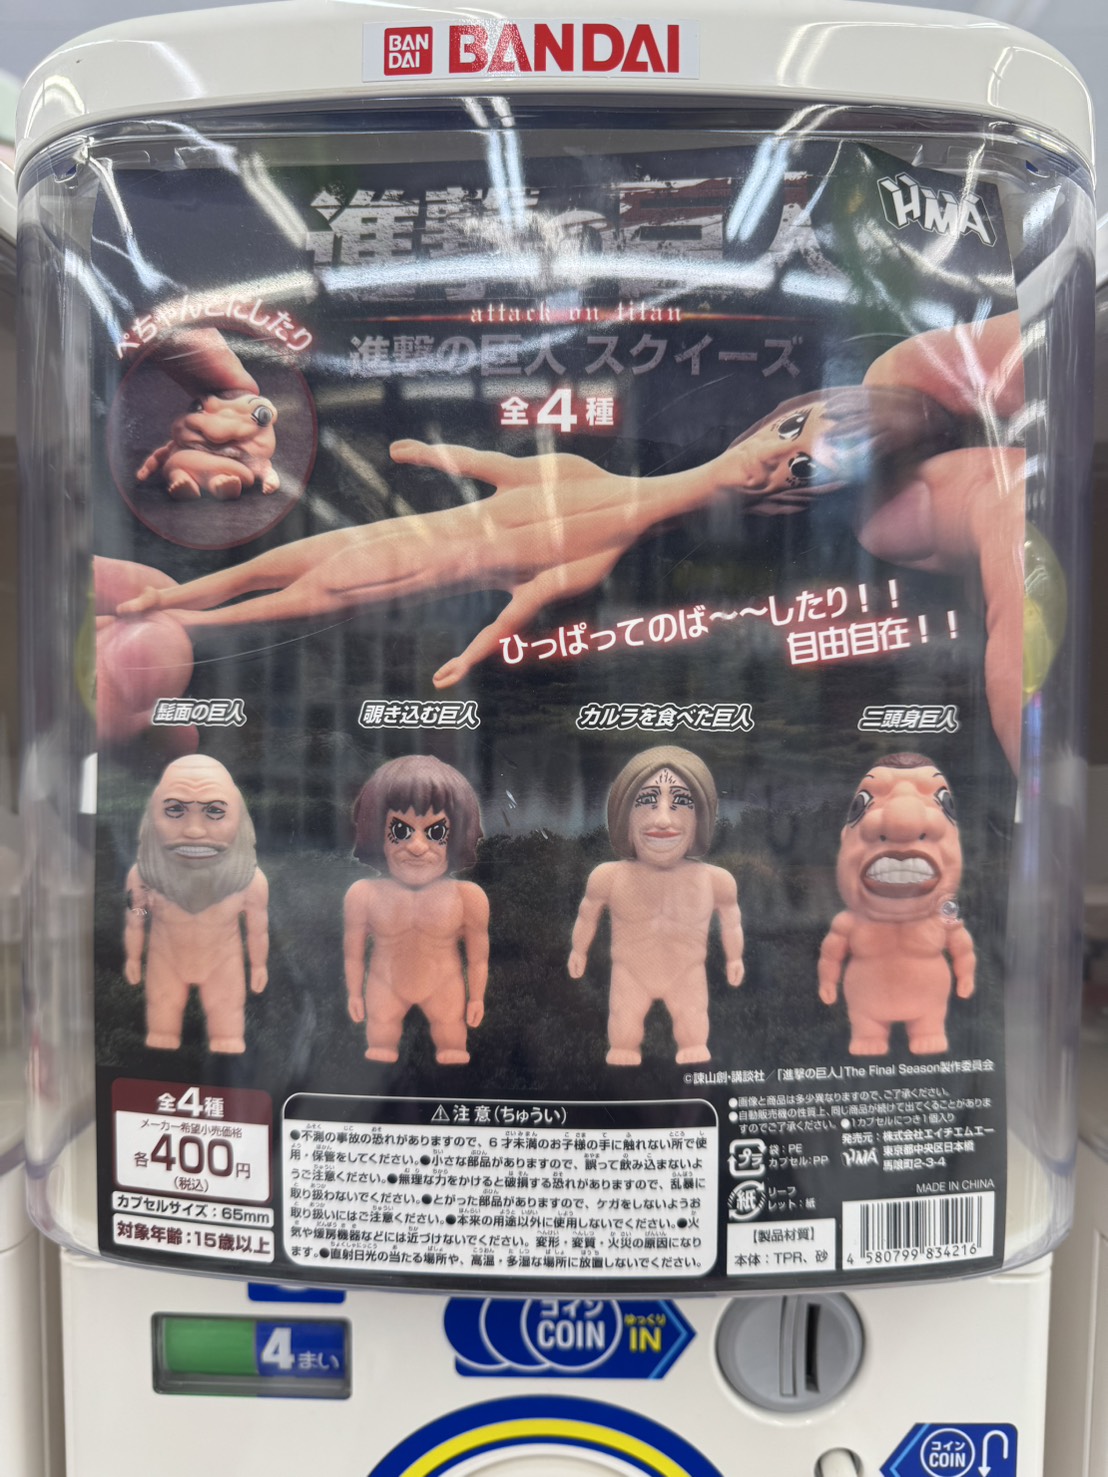 BAN
DAI
BANDAI
HMA
進撃の巨人
attack on titan
進撃の巨人 スクイーズ
全4種
ぺちゃんこにしたり
ひっぱってのば〜〜したり！！
自由自在！！
髭面の巨人
覗き込む巨人
カルラを食べた巨人
二頭身巨人
©諫山創・講談社／「進撃の巨人」The Final Season製作委員会
全4種
メーカー希望小売価格
各400円
(税込)
カプセルサイズ：65mm
対象年齢：15歳以上
⚠注意(ちゅうい)
●不測の事故の恐れがありますので、6才未満のお子様の手に触れない所で使
用・保管をしてください。●小さな部品がありますので、誤って飲み込まないよ
うご注意ください。●無理な力をかけると破損する恐れがありますので、乱暴に
取り扱わないでください。●とがった部品がありますので、ケガをしないようお
取り扱いにはご注意ください。●本来の用途以外に使用しないでください。●火
気や暖房機器などには近づけないでください。変形・変質・火災の原因になり
ます。●直射日光の当たる場所や、高温・多湿な場所に放置しないでください。
●画像と商品は多少異なりますので、ご了承ください。
●自動販売機の性質上、同じ商品が続けて出てくることがありま
すのでご了承ください。●1カプセルにつき1個入り
プラ
袋：PE
カプセル：PP
HMA
発売元：株式会社エイチエムエー
東京都中央区日本橋
馬喰町2-3-4
紙
リーフ
レット：紙
MADE IN CHINA
【製品材質】
本体：TPR、砂
4 580799 834216
4まい
コイン
COIN
ゆっくり
IN
コイン
COIN